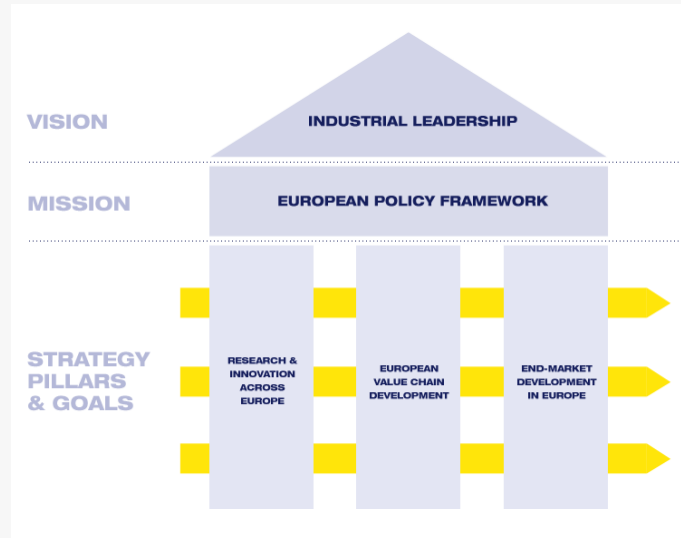 VISION
INDUSTRIAL LEADERSHIP
MISSION
EUROPEAN POLICY FRAMEWORK
STRATEGY
PILLARS
& GOALS
RESEARCH &
INNOVATION
ACROSS
EUROPE
EUROPEAN
VALUE CHAIN
DEVELOPMENT
END-MARKET
DEVELOPMENT
IN EUROPE